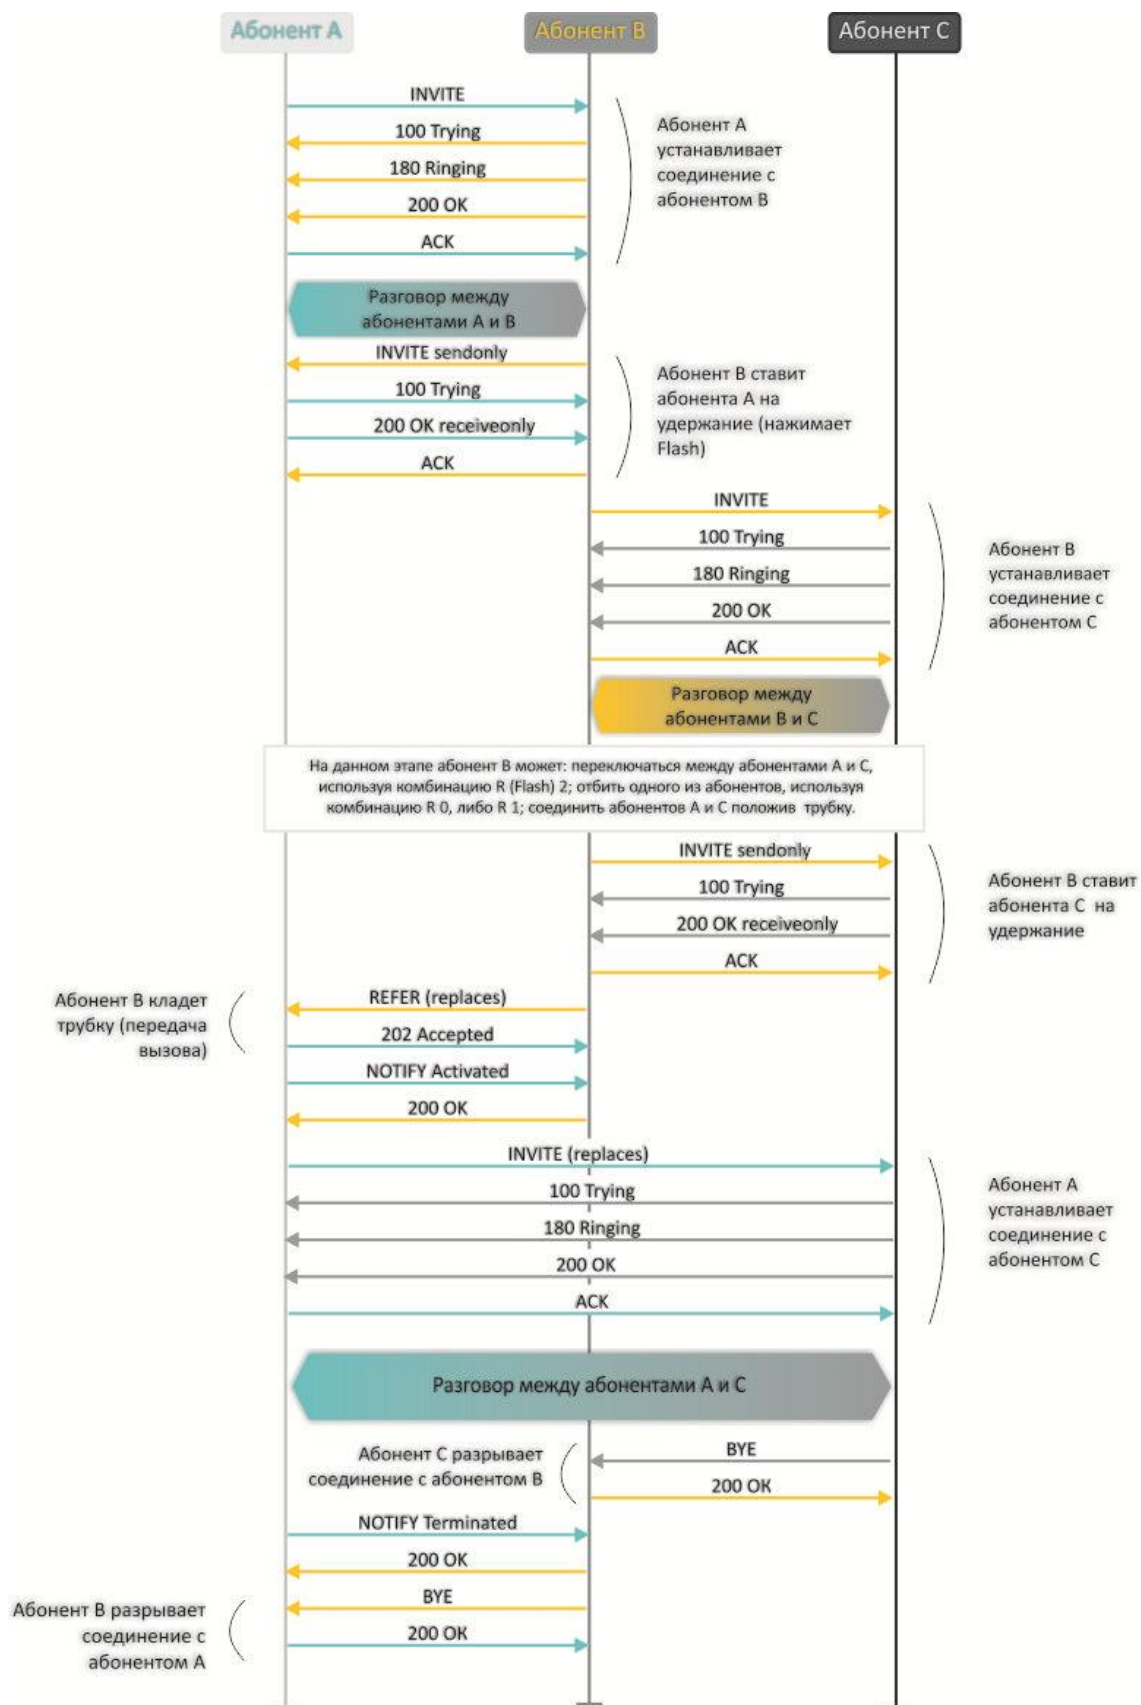 Абонент A
Абонент B
Абонент C
INVITE
100 Trying
180 Ringing
200 OK
ACK
Абонент A
устанавливает
соединение с
абонентом B
Разговор между
абонентами A и B
INVITE sendonly
100 Trying
200 OK receiveonly
ACK
Абонент B ставит
абонента A на
удержание (нажимает
Flash)
INVITE
100 Trying
180 Ringing
200 OK
ACK
Абонент B
устанавливает
соединение с
абонентом C
Разговор между
абонентами B и C
На данном этапе абонент B может: переключаться между абонентами A и C,
используя комбинацию R (Flash) 2; отбить одного из абонентов, используя
комбинацию R 0, либо R 1; соединить абонентов A и C положив трубку.
INVITE sendonly
100 Trying
200 OK receiveonly
ACK
Абонент B ставит
абонента C на
удержание
Абонент B кладет
трубку (передача
вызова)
REFER (replaces)
202 Accepted
NOTIFY Activated
200 OK
INVITE (replaces)
100 Trying
180 Ringing
200 OK
ACK
Абонент A
устанавливает
соединение с
абонентом C
Разговор между абонентами A и C
Абонент C разрывает
соединение с абонентом B
BYE
200 OK
NOTIFY Terminated
200 OK
BYE
200 OK
Абонент B разрывает
соединение с
абонентом A